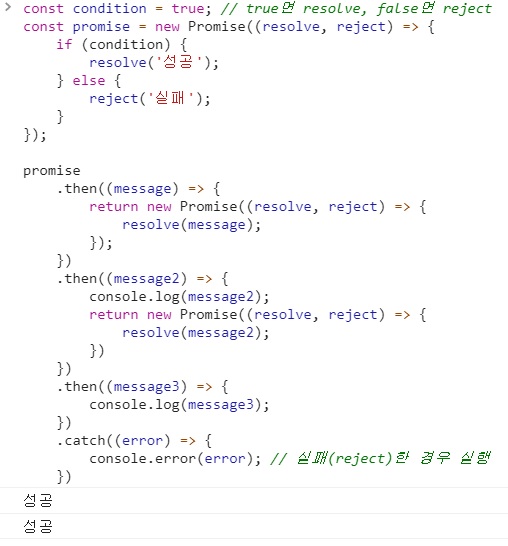 const condition = true; // true면 resolve, false면 reject
const promise = new Promise((resolve, reject) => {
    if (condition) {
        resolve('성공');
    } else {
        reject('실패');
    }
});

promise
    .then((message) => {
        return new Promise((resolve, reject) => {
            resolve(message);
        });
    })
    .then((message2) => {
        console.log(message2);
        return new Promise((resolve, reject) => {
            resolve(message2);
        })
    })
    .then((message3) => {
        console.log(message3);
    })
    .catch((error) => {
        console.error(error); // 실패(reject)한 경우 실행
    })
성공
성공